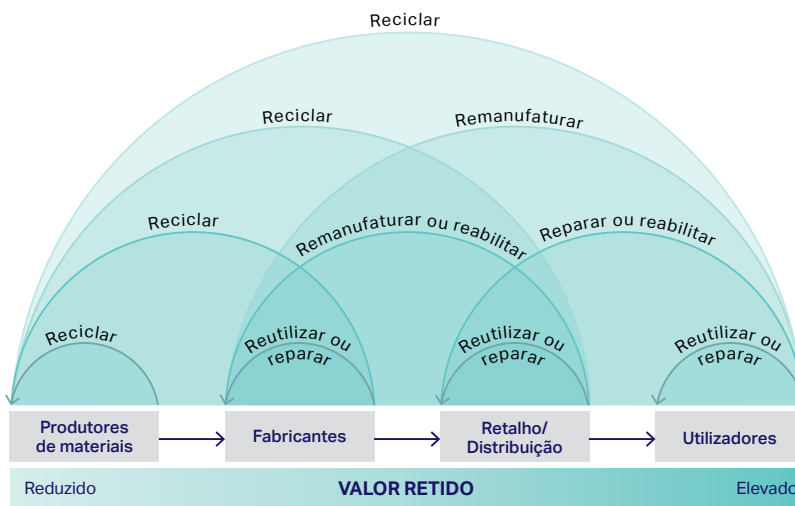 Reciclar
Reciclar
Remanufaturar
Reciclar
Remanufaturar ou reabilitar
Reparar ou reabilitar
Reciclar
Reutilizar ou
reparar
Reutilizar ou
reparar
Reutilizar ou
reparar
Produtores
de materiais
Fabricantes
Retalho/
Distribuição
Utilizadores
Reduzido
VALOR RETIDO
Elevado